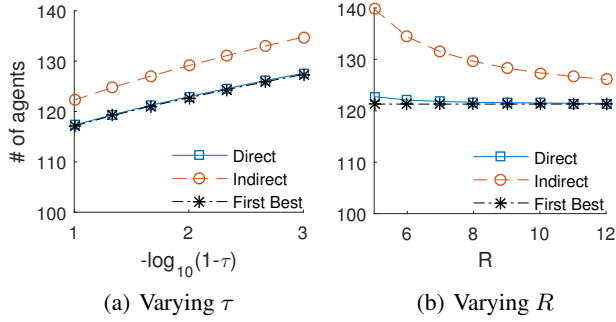 140
130
120
110
100
# of agents
Direct
Indirect
First Best
1
2
3
-log10(1-τ)
(a) Varying τ
140
130
120
110
100
Direct
Indirect
First Best
6
8
10
12
R
(b) Varying R